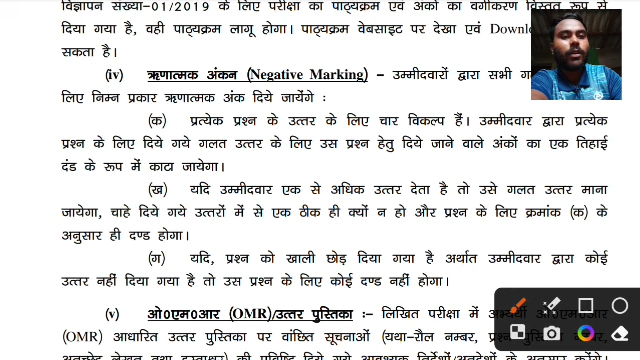 विज्ञापन संख्या-01/2019 के लिए परीक्षा का पाठ्यक्रम एवं अंकों का वर्गीकरण विस्तृत रूप से
दिया गया है, वही पाठ्यक्रम लागू होगा। पाठ्यक्रम वेबसाइट पर देखा एवं
सकता है।
(iv) ऋणात्मक अंकन (Negative Marking) – उम्मीदवारों द्वारा सभी
लिए निम्न प्रकार ऋणात्मक अंक दिये जायेंगे :
(क) प्रत्येक प्रश्न के उत्तर के लिए चार विकल्प हैं। उम्मीदवार द्वारा प्रत्येक
प्रश्न के लिए दिये गये गलत उत्तर के लिए उस प्रश्न हेतु दिये जाने वाले अंकों का एक तिहाई
दंड के रूप में काटा जायेगा।
(ख) यदि उम्मीदवार एक से अधिक उत्तर देता है तो उसे गलत उत्तर माना
जायेगा, चाहे दिये गये उत्तरों में से एक ठीक ही क्यों न हो और प्रश्न के लिए क्रमांक (क) के
अनुसार ही दण्ड होगा।
(ग) यदि, प्रश्न को खाली छोड़ दिया गया है अर्थात उम्मीदवार द्वारा कोई
उत्तर नहीं दिया गया है तो उस प्रश्न के लिए कोई दण्ड नहीं होगा।
(v) ओ0एम0आर (OMR)/उत्तर पुस्तिका :– लिखित परीक्षा में अभ्यर्थी
(OMR) आधारित उत्तर पुस्तिका पर वांछित सूचनाओं (यथा-रोल नम्बर,